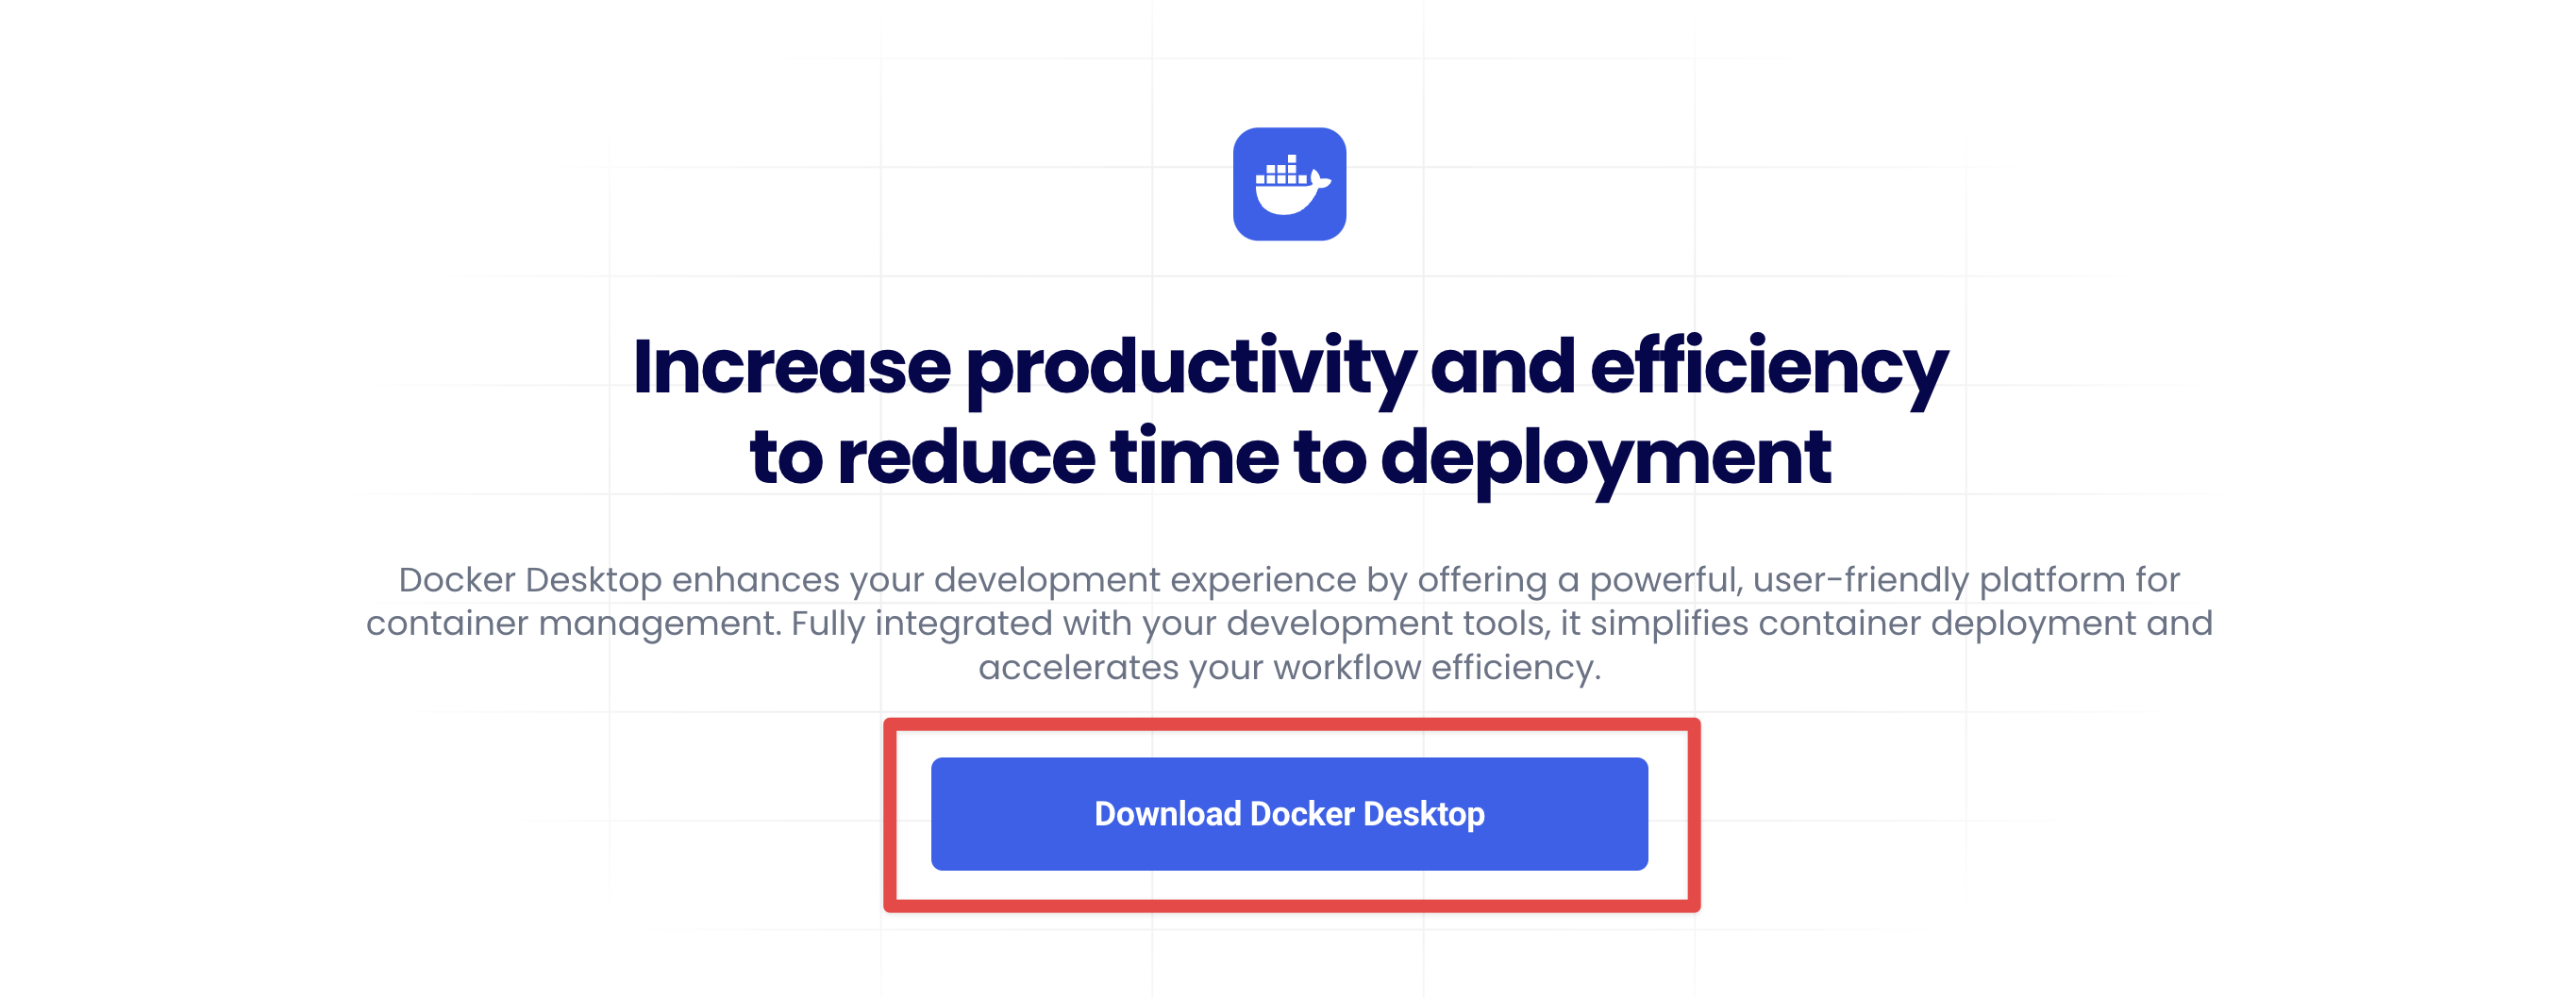 Increase productivity and efficiency
to reduce time to deployment
Docker Desktop enhances your development experience by offering a powerful, user-friendly platform for
container management. Fully integrated with your development tools, it simplifies container deployment and
accelerates your workflow efficiency.
Download Docker Desktop